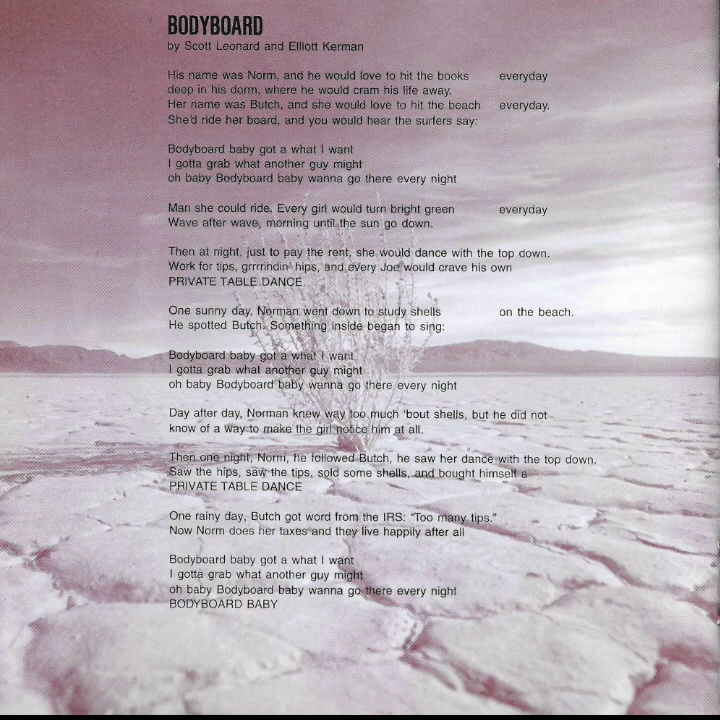 BODYBOARD
by Scott Leonard and Elliott Kerman
His name was Norm, and he would love to hit the books everyday
deep in his dorm, where he would cram his life away.
Her name was Butch, and she would love to hit the beach everyday.
She'd ride her board, and you would hear the surfers say:
Bodyboard baby got a what I want
I gotta grab what another guy might
oh baby Bodyboard baby wanna go there every night
Man she could ride. Every girl would turn bright green everyday
Wave after wave, morning until the sun go down.
Then at night, just to pay the rent, she would dance with the top down.
Work for tips, grrrrindin' hips, and every Joe would crave his own
PRIVATE TABLE DANCE.
One sunny day, Norman went down to study shells on the beach.
He spotted Butch. Something inside began to sing:
Bodyboard baby got a what I want
I gotta grab what another guy might
oh baby Bodyboard baby wanna go there every night
Day after day, Norman knew way too much 'bout shells, but he did not
know of a way to make the girl notice him at all.
Then one night, Norm, he followed Butch, he saw her dance with the top down.
Saw the hips, saw the tips, sold some shells, and bought himself a
PRIVATE TABLE DANCE
One rainy day, Butch got word from the IRS: "Too many tips."
Now Norm does her taxes and they live happily after all
Bodyboard baby got a what I want
I gotta grab what another guy might
oh baby Bodyboard baby wanna go there every night
BODYBOARD BABY